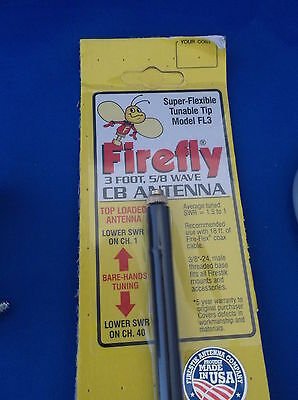 YOUR COST
Super-Flexible
Tunable Tip
Model FL3
Firefly®
3 FOOT, 5/8 WAVE
CB ANTENNA
TOP LOADED
ANTENNA
LOWER SWR
ON CH. 1
BARE-HANDS
TUNING
LOWER SWR
ON CH. 40
Average tuned
SWR = 1.5 to 1
Recommended
use with 18 ft. of
Fire-Flex® coax
cable.
3/8"-24, male
threaded base
fits all Firestik
mounts and
accessories.
*5 year warranty to
original purchaser
Covers defects in
workmanship and
materials.
FIRESTIK ANTENNA COMPANY
PROUDLY
MADE IN
USA